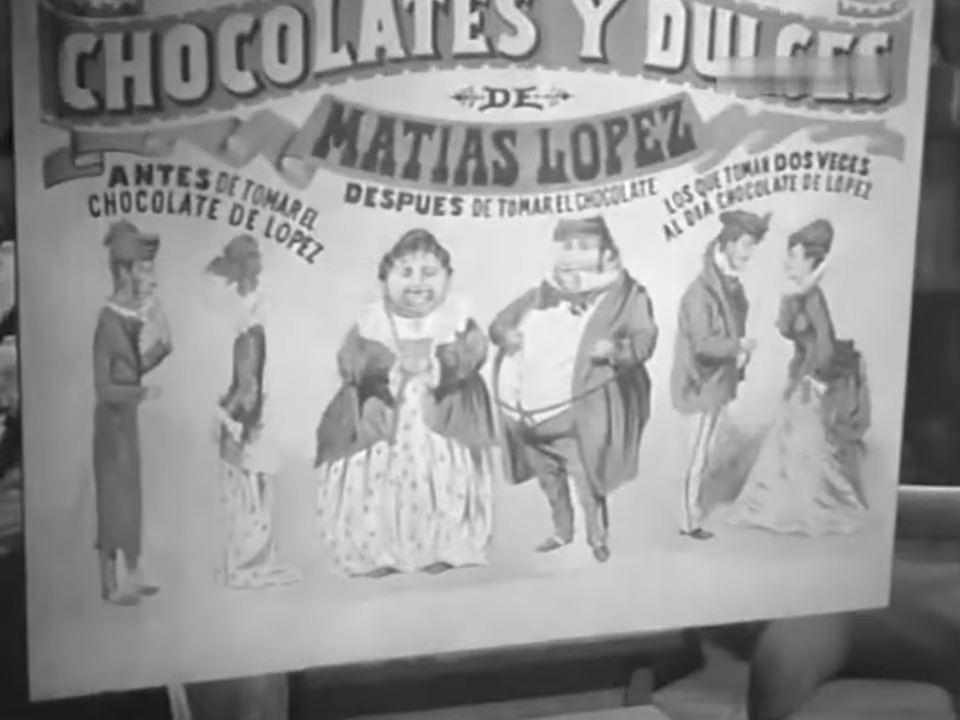 CHOCOLATES Y DULCES
DE
MATIAS LOPEZ
ANTES DE TOMAR EL
CHOCOLATE DE LOPEZ
DESPUES DE TOMAR EL CHOCOLATE
LOS QUE TOMAN DOS VECES
AL DIA CHOCOLATE DE LOPEZ